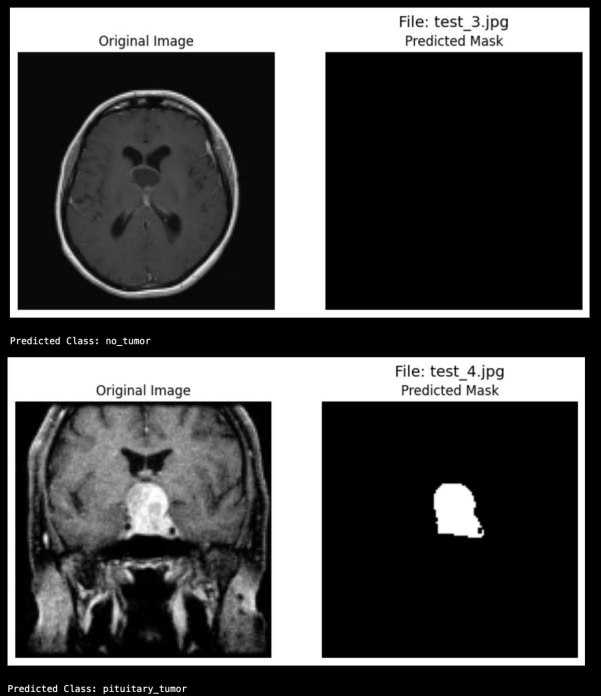 File: test_3.jpg
Original Image
Predicted Mask
Predicted Class: no_tumor
File: test_4.jpg
Original Image
Predicted Mask
Predicted Class: pituitary_tumor